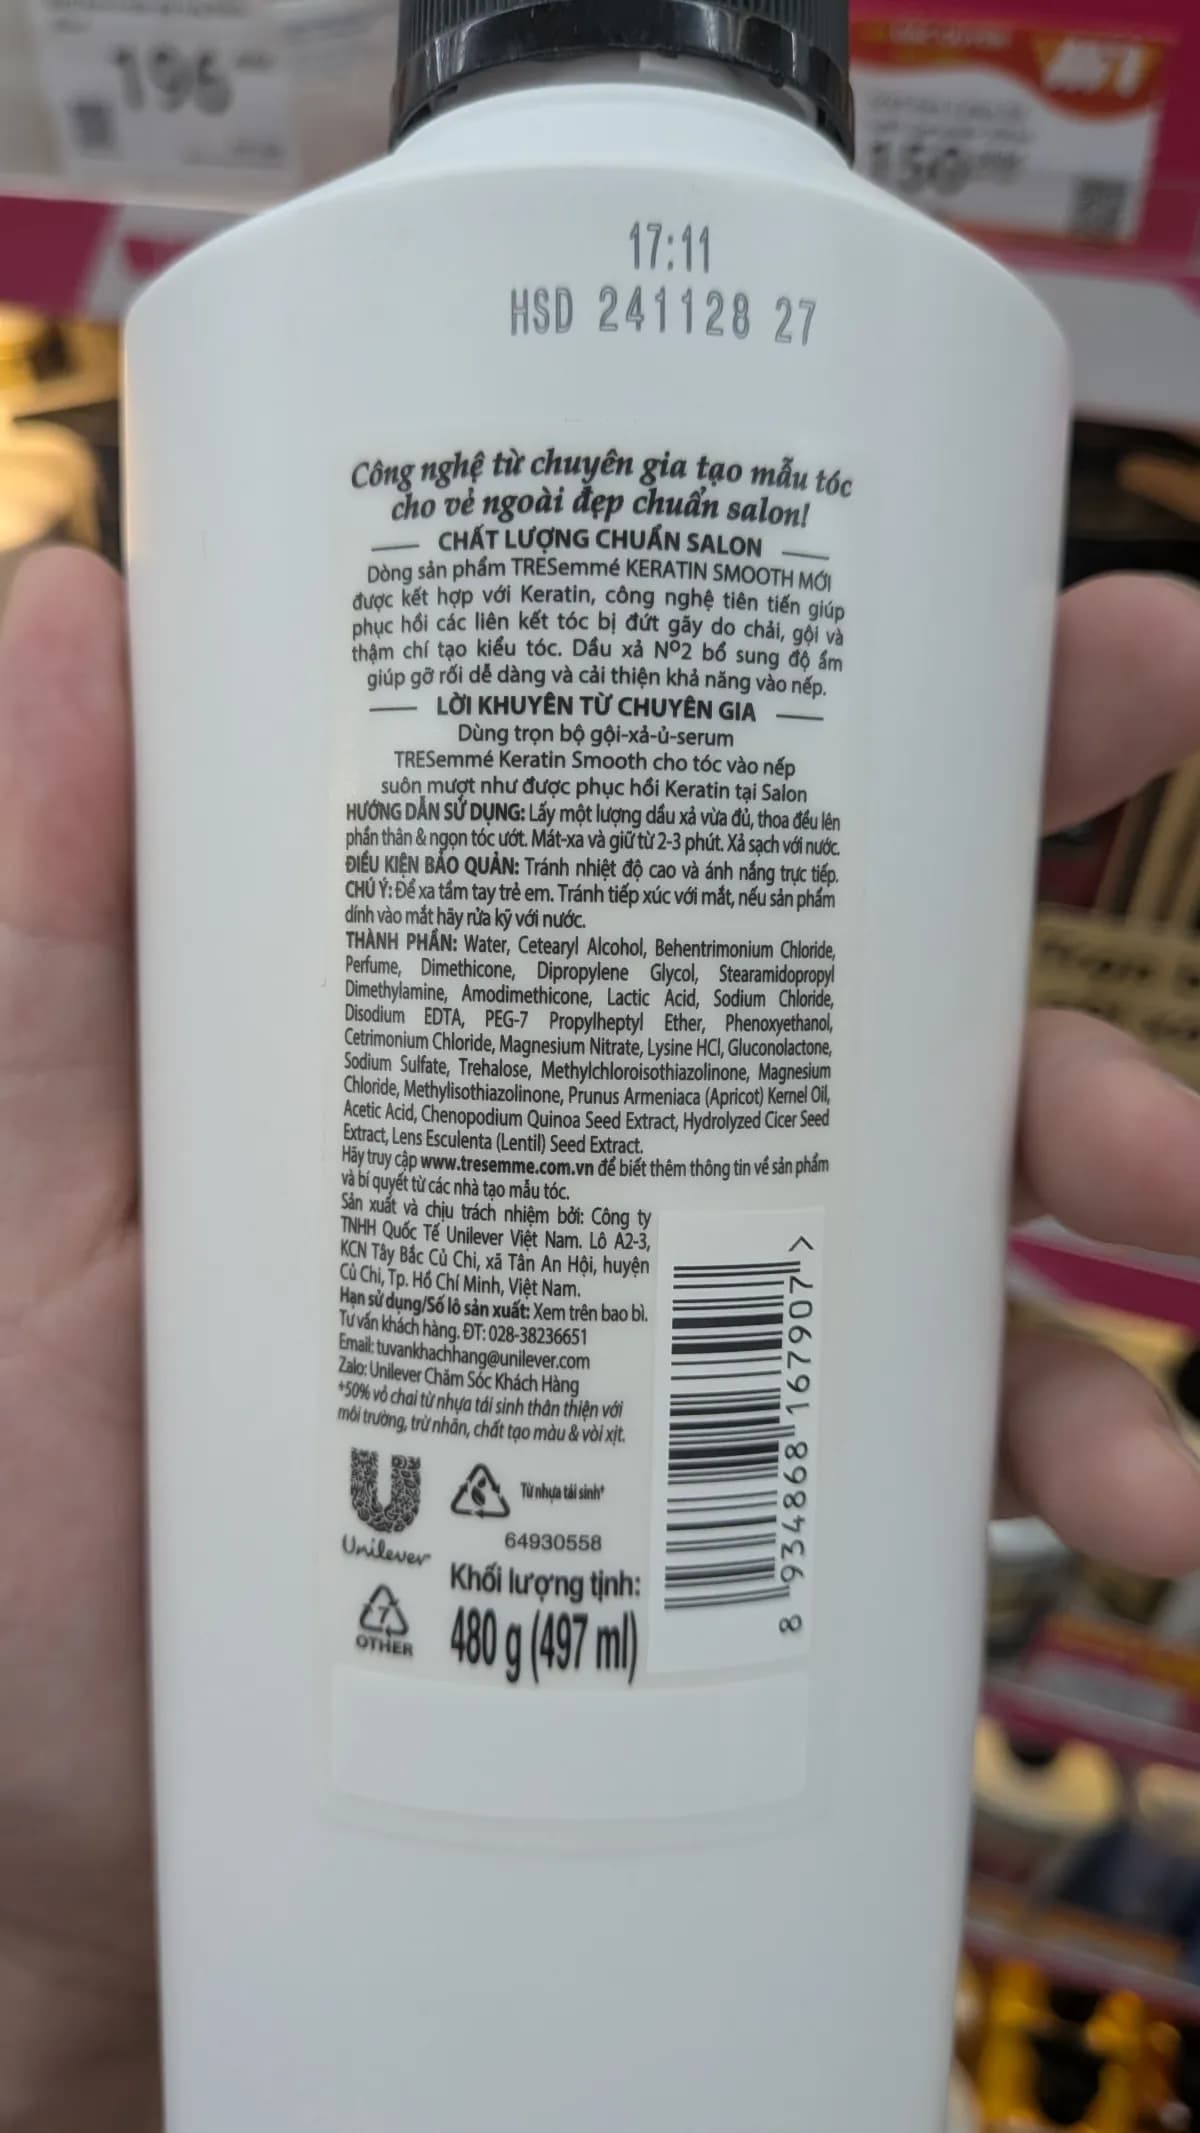 196
150
17:11
HSD 241128 27
Công nghệ từ chuyên gia tạo mẫu tóc
cho vẻ ngoài đẹp chuẩn salon!
CHẤT LƯỢNG CHUẨN SALON
Dòng sản phẩm TRESemmé KERATIN SMOOTH MỚI
được kết hợp với Keratin, công nghệ tiên tiến giúp
phục hồi các liên kết tóc bị đứt gãy do chải, gội và
thậm chí tạo kiểu tóc. Dầu xả Nº2 bổ sung độ ẩm
giúp gỡ rối dễ dàng và cải thiện khả năng vào nếp.
LỜI KHUYÊN TỪ CHUYÊN GIA
Dùng trọn bộ gội-xả-ủ-serum
TRESemmé Keratin Smooth cho tóc vào nếp
suôn mượt như được phục hồi Keratin tại Salon
HƯỚNG DẪN SỬ DỤNG: Lấy một lượng dầu xả vừa đủ, thoa đều lên
phần thân & ngọn tóc ướt. Mát-xa và giữ từ 2-3 phút. Xả sạch với nước.
ĐIỀU KIỆN BẢO QUẢN: Tránh nhiệt độ cao và ánh nắng trực tiếp.
CHÚ Ý: Để xa tầm tay trẻ em. Tránh tiếp xúc với mắt, nếu sản phẩm
dính vào mắt hãy rửa kỹ với nước.
THÀNH PHẦN: Water, Cetearyl Alcohol, Behentrimonium Chloride,
Perfume, Dimethicone, Dipropylene Glycol, Stearamidopropyl
Dimethylamine, Amodimethicone, Lactic Acid, Sodium Chloride,
Disodium EDTA, PEG-7 Propylheptyl Ether, Phenoxyethanol,
Cetrimonium Chloride, Magnesium Nitrate, Lysine HCl, Gluconolactone,
Sodium Sulfate, Trehalose, Methylchloroisothiazolinone, Magnesium
Chloride, Methylisothiazolinone, Prunus Armeniaca (Apricot) Kernel Oil,
Acetic Acid, Chenopodium Quinoa Seed Extract, Hydrolyzed Cicer Seed
Extract, Lens Esculenta (Lentil) Seed Extract.
Hãy truy cập www.tresemme.com.vn để biết thêm thông tin về sản phẩm
và bí quyết từ các nhà tạo mẫu tóc.
Sản xuất và chịu trách nhiệm bởi: Công ty
TNHH Quốc Tế Unilever Việt Nam. Lô A2-3,
KCN Tây Bắc Củ Chi, xã Tân An Hội, huyện
Củ Chi, Tp. Hồ Chí Minh, Việt Nam.
Hạn sử dụng/Số lô sản xuất: Xem trên bao bì.
Tư vấn khách hàng. ĐT: 028-38236651
Email: tuvankhachhang@unilever.com
Zalo: Unilever Chăm Sóc Khách Hàng
+50% vỏ chai từ nhựa tái sinh thân thiện với
môi trường, trừ nhãn, chất tạo màu & vòi xịt.
Từ nhựa tái sinh+
Unilever
64930558
7
OTHER
Khối lượng tịnh:
480 g (497 ml)
8 934868 167907 >